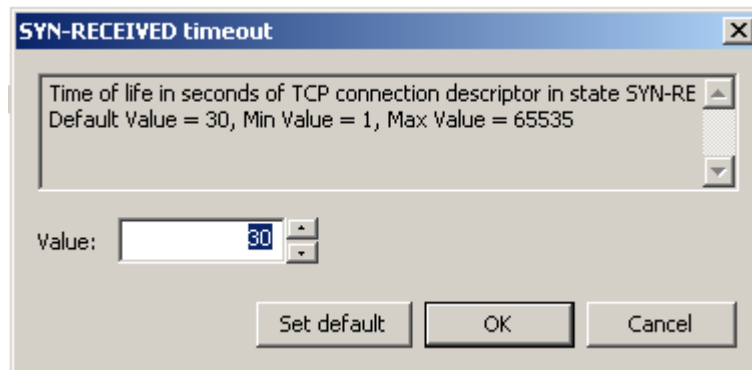 SYN-RECEIVED timeout
Time of life in seconds of TCP connection descriptor in state SYN-RE
Default Value = 30, Min Value = 1, Max Value = 65535
Value: 30
Set default OK Cancel